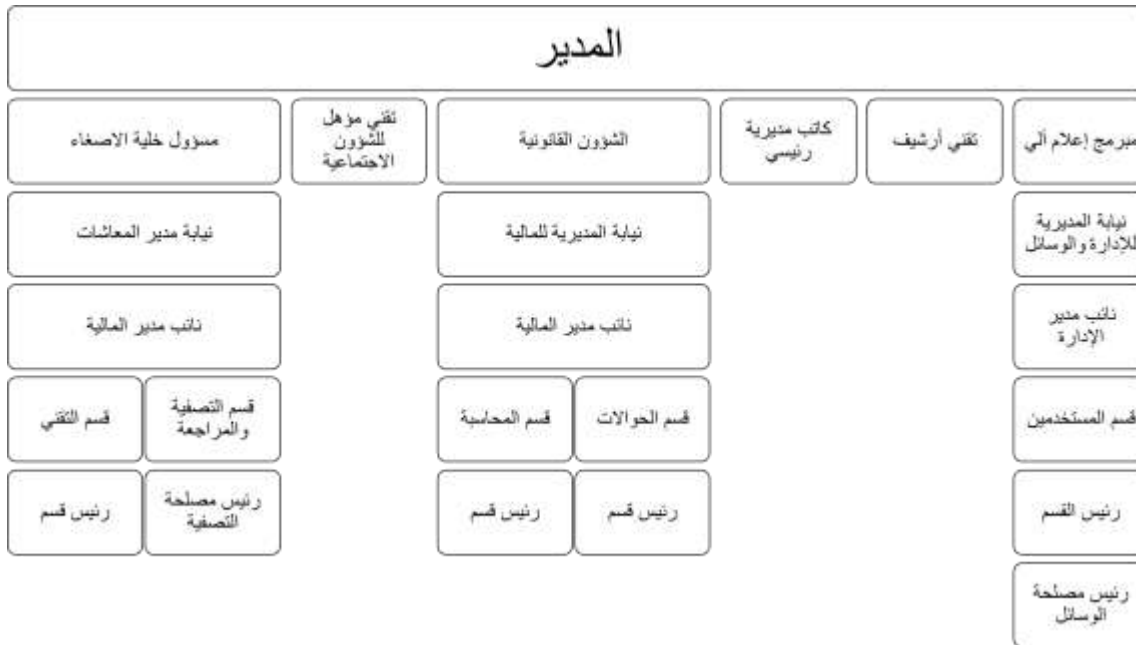 المدير
مبرمج إعلام ألي
تقني أرشيف
كاتب مديرية
رئيسي
الشؤون القانونية
تقني مؤهل
للشؤون
الاجتماعية
مسؤول خلية الاصغاء
نيابة المديرية
للإدارة والوسائل
نيابة المديرية للمالية
نيابة مدير المعاشات
نائب مدير
الإدارة
نائب مدير المالية
نائب مدير المالية
قسم المستخدمين
قسم الحوالات
قسم المحاسبة
قسم التصفية
والمراجعة
قسم التقني
رئيس القسم
رئيس قسم
رئيس قسم
رئيس مصلحة
التصفية
رئيس قسم
رئيس مصلحة
الوسائل